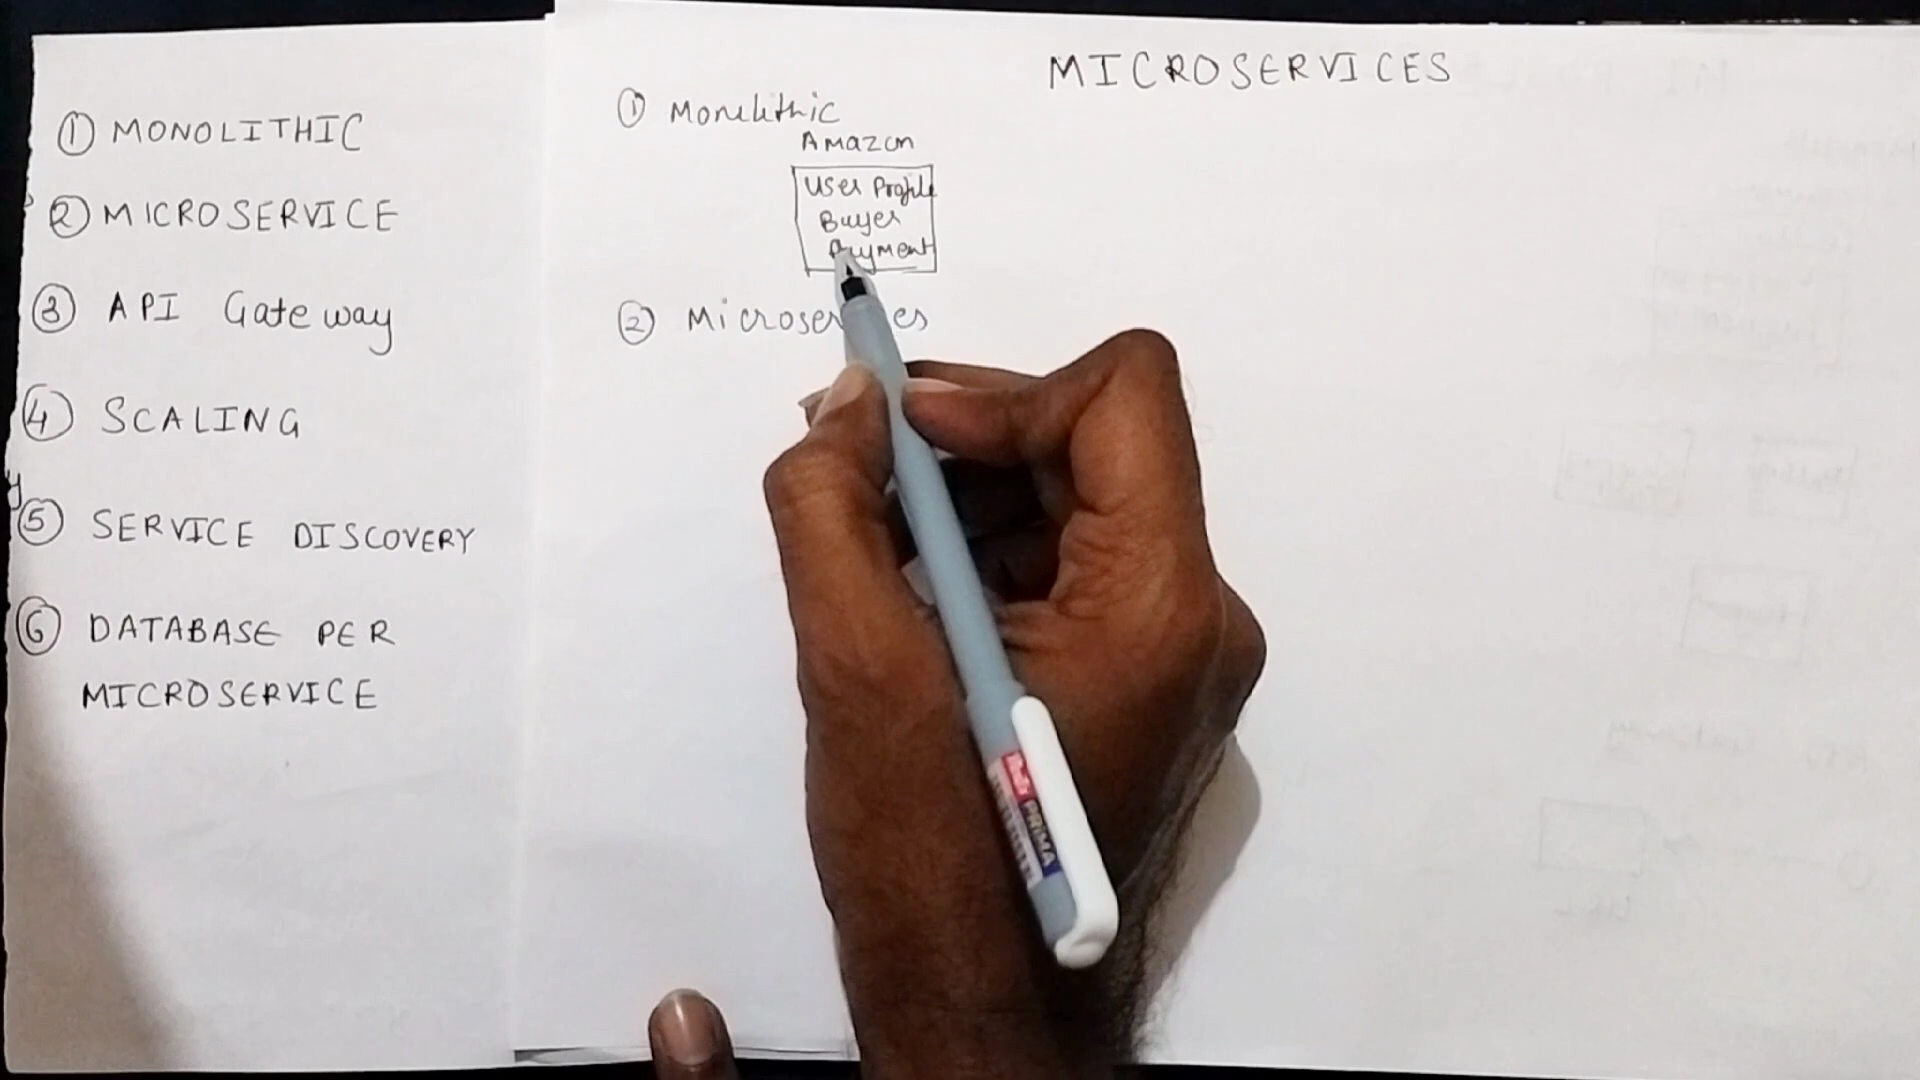 ① MONOLITHIC
② MICROSERVICE
③ API Gateway
④ SCALING
⑤ SERVICE DISCOVERY
⑥ DATABASE PER
MICROSERVICE
MICROSERVICES
① Monolithic
Amazon
User Profile
Buyer
Payment
② Microservices
PRIMA